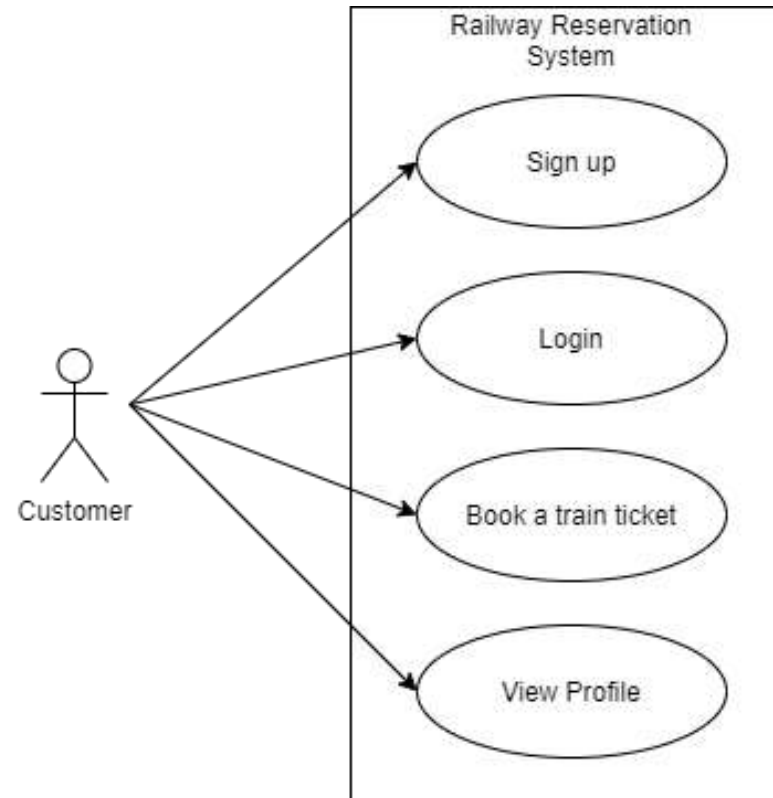 Railway Reservation
System
Sign up
Login
Customer
Book a train ticket
View Profile